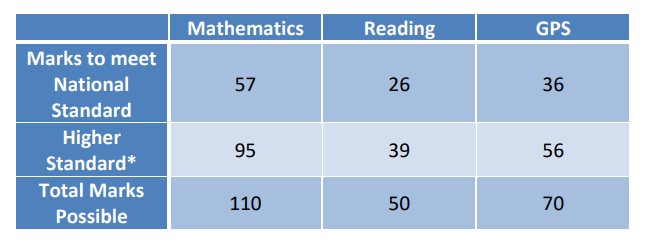 Mathematics Reading GPS
Marks to meet
National
Standard
57 26 36
Higher
Standard*
95 39 56
Total Marks
Possible
110 50 70